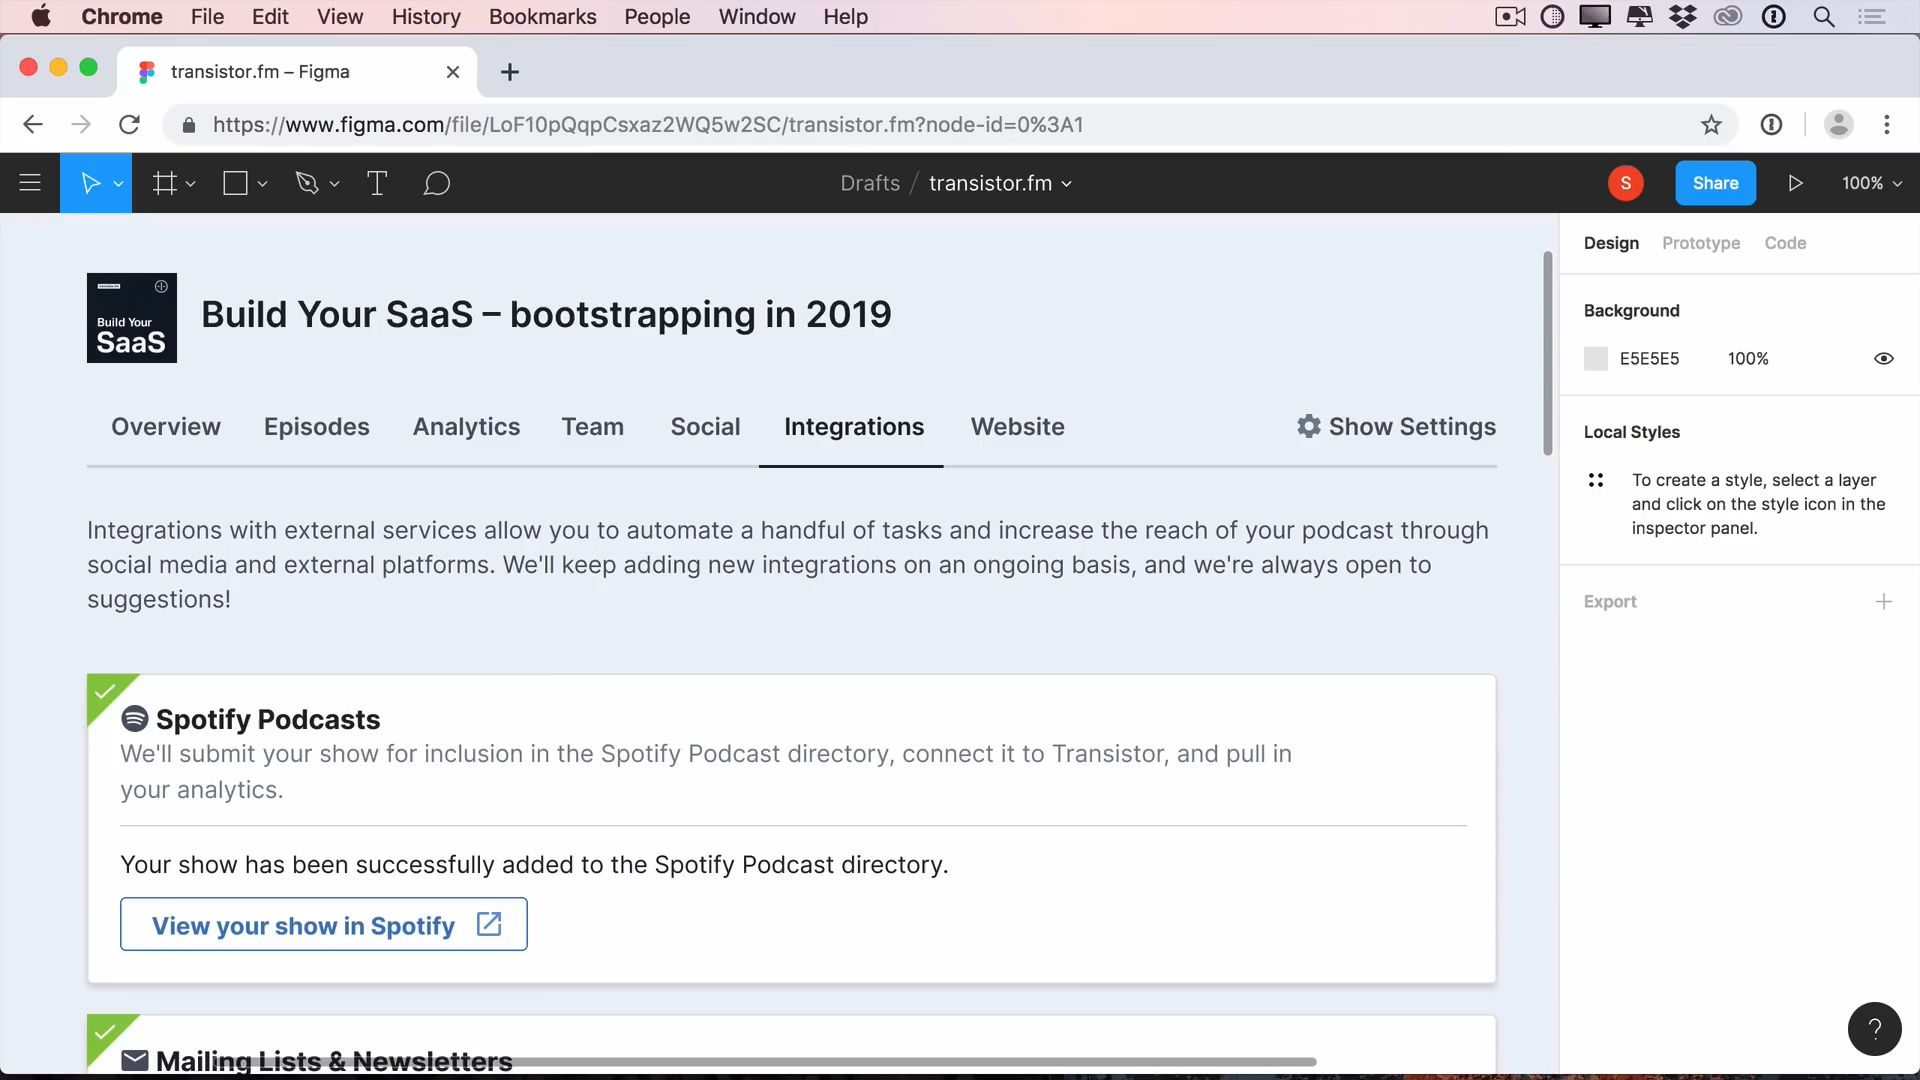 Chrome File Edit View History Bookmarks People Window Help
transistor.fm – Figma
https://www.figma.com/file/LoF10pQqpCsxaz2WQ5w2SC/transistor.fm?node-id=0%3A1
Drafts / transistor.fm
S
Share
100%
Design Prototype Code
Background
E5E5E5 100%
Local Styles
To create a style, select a layer
and click on the style icon in the
inspector panel.
Export
Build Your
SaaS
Build Your SaaS – bootstrapping in 2019
Overview Episodes Analytics Team Social Integrations Website Show Settings
Integrations with external services allow you to automate a handful of tasks and increase the reach of your podcast through
social media and external platforms. We'll keep adding new integrations on an ongoing basis, and we're always open to
suggestions!
Spotify Podcasts
We'll submit your show for inclusion in the Spotify Podcast directory, connect it to Transistor, and pull in
your analytics.
Your show has been successfully added to the Spotify Podcast directory.
View your show in Spotify
Mailing Lists & Newsletters
?